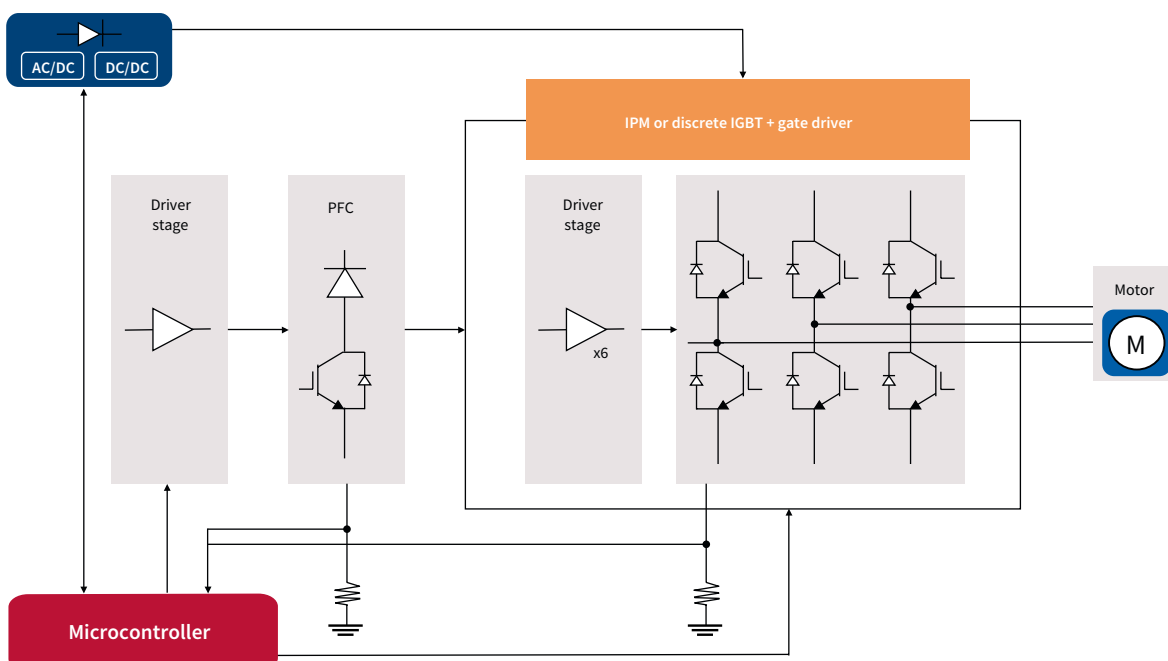 AC/DC
DC/DC
IPM or discrete IGBT + gate driver
Driver
stage
PFC
Driver
stage
x6
Motor
M
Microcontroller